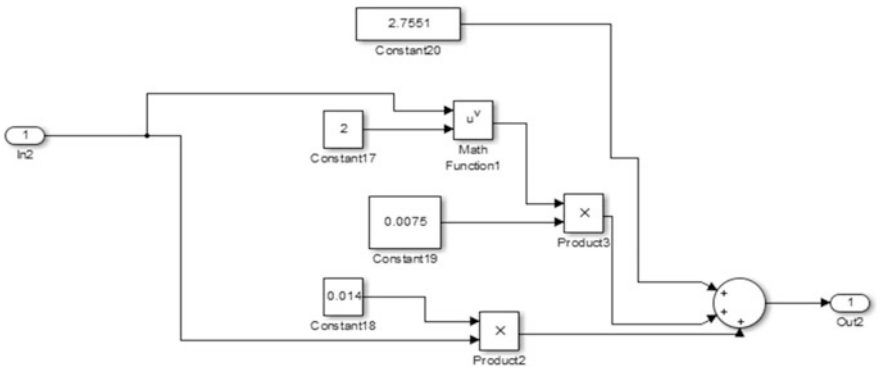 2.7551
Constant20
1
In2
2
Constant17
u^v
Math
Function1
0.0075
Constant19
×
Product3
0.014
Constant18
×
Product2
+
+
+
1
Out2